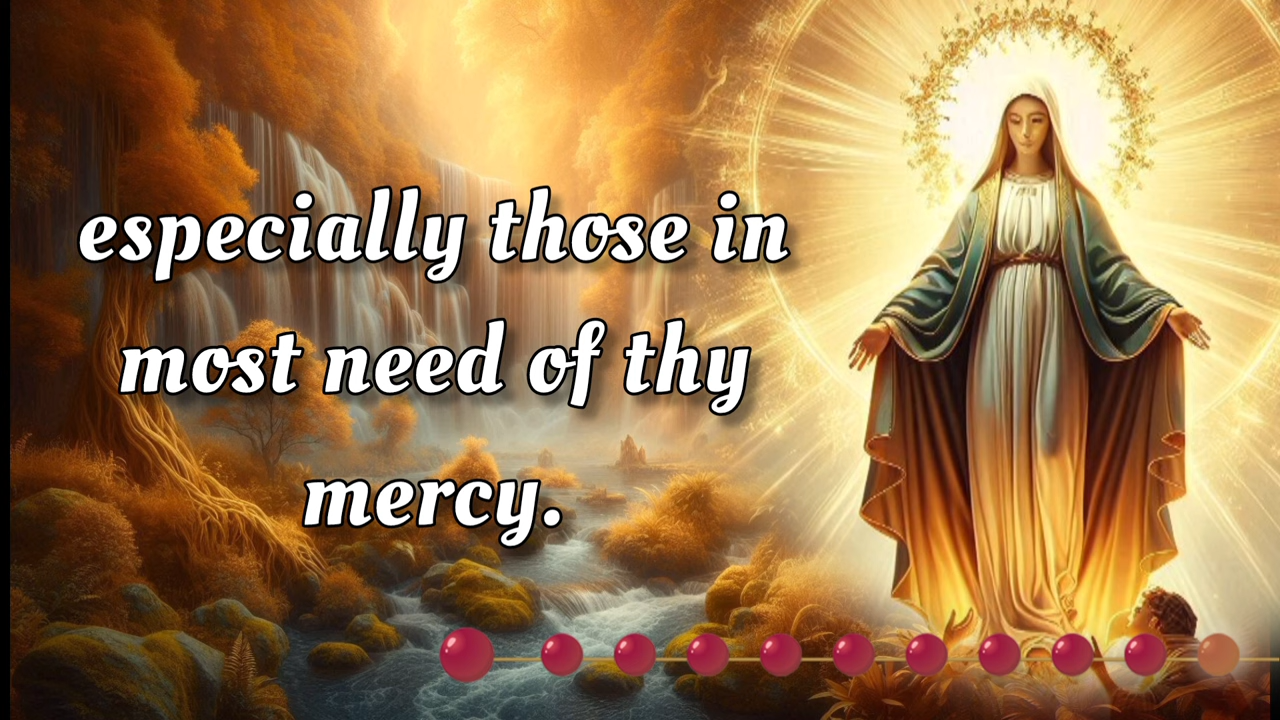 especially those in
most need of thy
mercy.